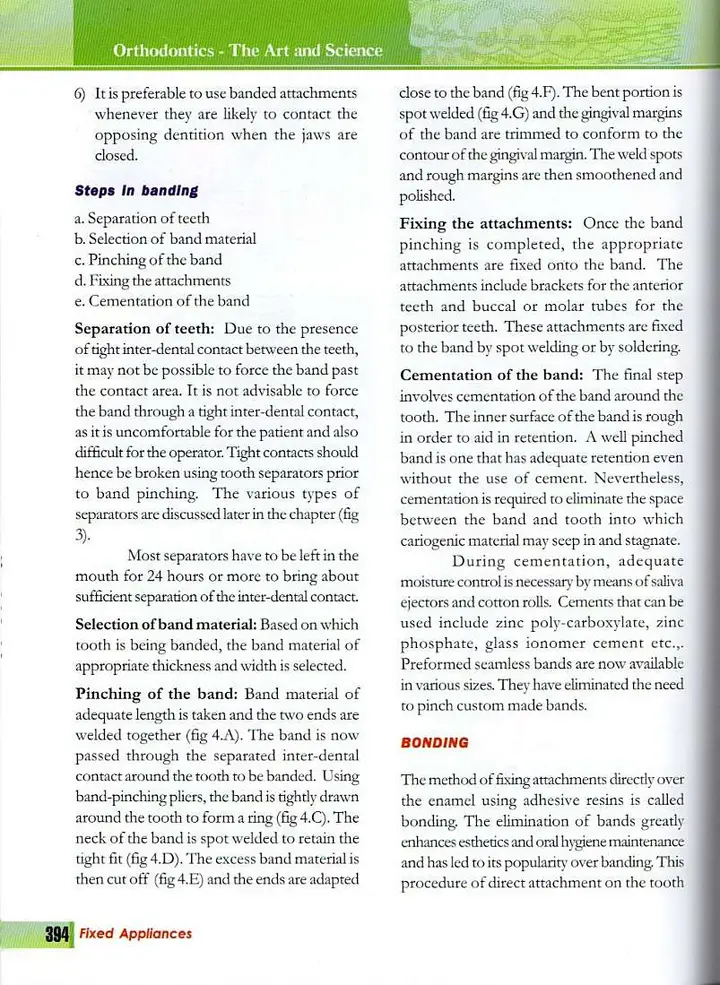 Orthodontics - The Art and Science
6) It is preferable to use banded attachments
whenever they are likely to contact the
opposing dentition when the jaws are
closed.
Steps in banding
a. Separation of teeth
b. Selection of band material
c. Pinching of the band
d. Fixing the attachments
e. Cementation of the band
Separation of teeth: Due to the presence
of tight inter-dental contact between the teeth,
it may not be possible to force the band past
the contact area. It is not advisable to force
the band through a tight inter-dental contact,
as it is uncomfortable for the patient and also
difficult for the operator. Tight contacts should
hence be broken using tooth separators prior
to band pinching. The various types of
separators are discussed later in the chapter (fig
3).
Most separators have to be left in the
mouth for 24 hours or more to bring about
sufficient separation of the inter-dental contact.
Selection of band material: Based on which
tooth is being banded, the band material of
appropriate thickness and width is selected.
Pinching of the band: Band material of
adequate length is taken and the two ends are
welded together (fig 4.A). The band is now
passed through the separated inter-dental
contact around the tooth to be banded. Using
band-pinching pliers, the band is tightly drawn
around the tooth to form a ring (fig 4.C). The
neck of the band is spot welded to retain the
tight fit (fig 4.D). The excess band material is
then cut off (fig 4.E) and the ends are adapted
close to the band (fig 4.F). The bent portion is
spot welded (fig 4.G) and the gingival margins
of the band are trimmed to conform to the
contour of the gingival margin. The weld spots
and rough margins are then smoothened and
polished.
Fixing the attachments: Once the band
pinching is completed, the appropriate
attachments are fixed onto the band. The
attachments include brackets for the anterior
teeth and buccal or molar tubes for the
posterior teeth. These attachments are fixed
to the band by spot welding or by soldering.
Cementation of the band: The final step
involves cementation of the band around the
tooth. The inner surface of the band is rough
in order to aid in retention. A well pinched
band is one that has adequate retention even
without the use of cement. Nevertheless,
cementation is required to eliminate the space
between the band and tooth into which
cariogenic material may seep in and stagnate.
During cementation, adequate
moisture control is necessary by means of saliva
ejectors and cotton rolls. Cements that can be
used include zinc poly-carboxylate, zinc
phosphate, glass ionomer cement etc.,.
Preformed seamless bands are now available
in various sizes. They have eliminated the need
to pinch custom made bands.
BONDING
The method of fixing attachments directly over
the enamel using adhesive resins is called
bonding. The elimination of bands greatly
enhances esthetics and oral hygiene maintenance
and has led to its popularity over banding. This
procedure of direct attachment on the tooth
394 Fixed Appliances